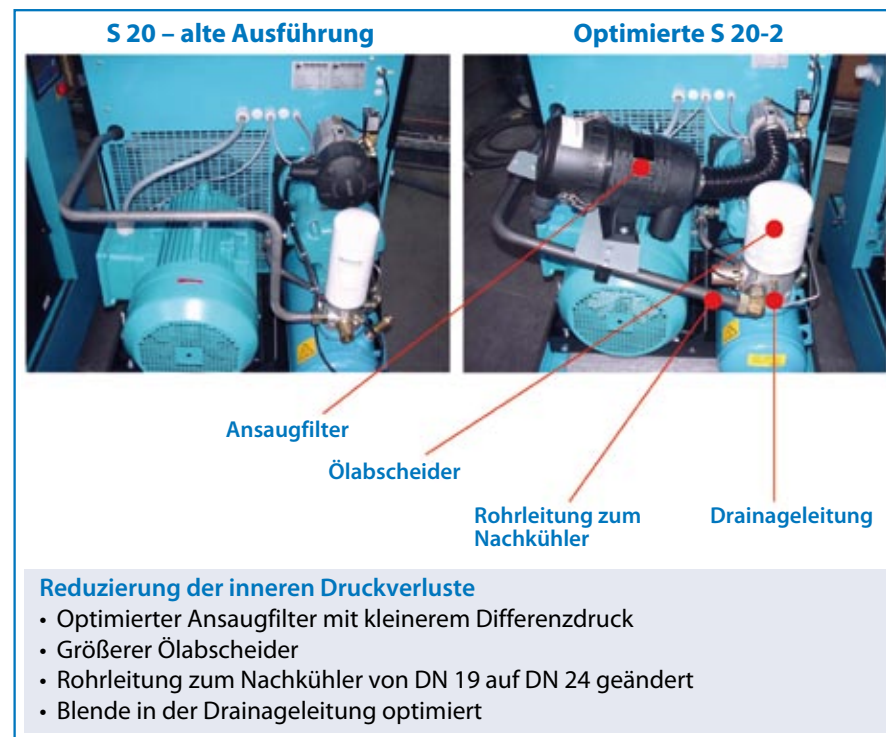 S 20 – alte Ausführung
Optimierte S 20-2
Ansaugfilter
Ölabscheider
Rohrleitung zum
Nachkühler
Drainageleitung
Reduzierung der inneren Druckverluste
• Optimierter Ansaugfilter mit kleinerem Differenzdruck
• Größerer Ölabscheider
• Rohrleitung zum Nachkühler von DN 19 auf DN 24 geändert
• Blende in der Drainageleitung optimiert